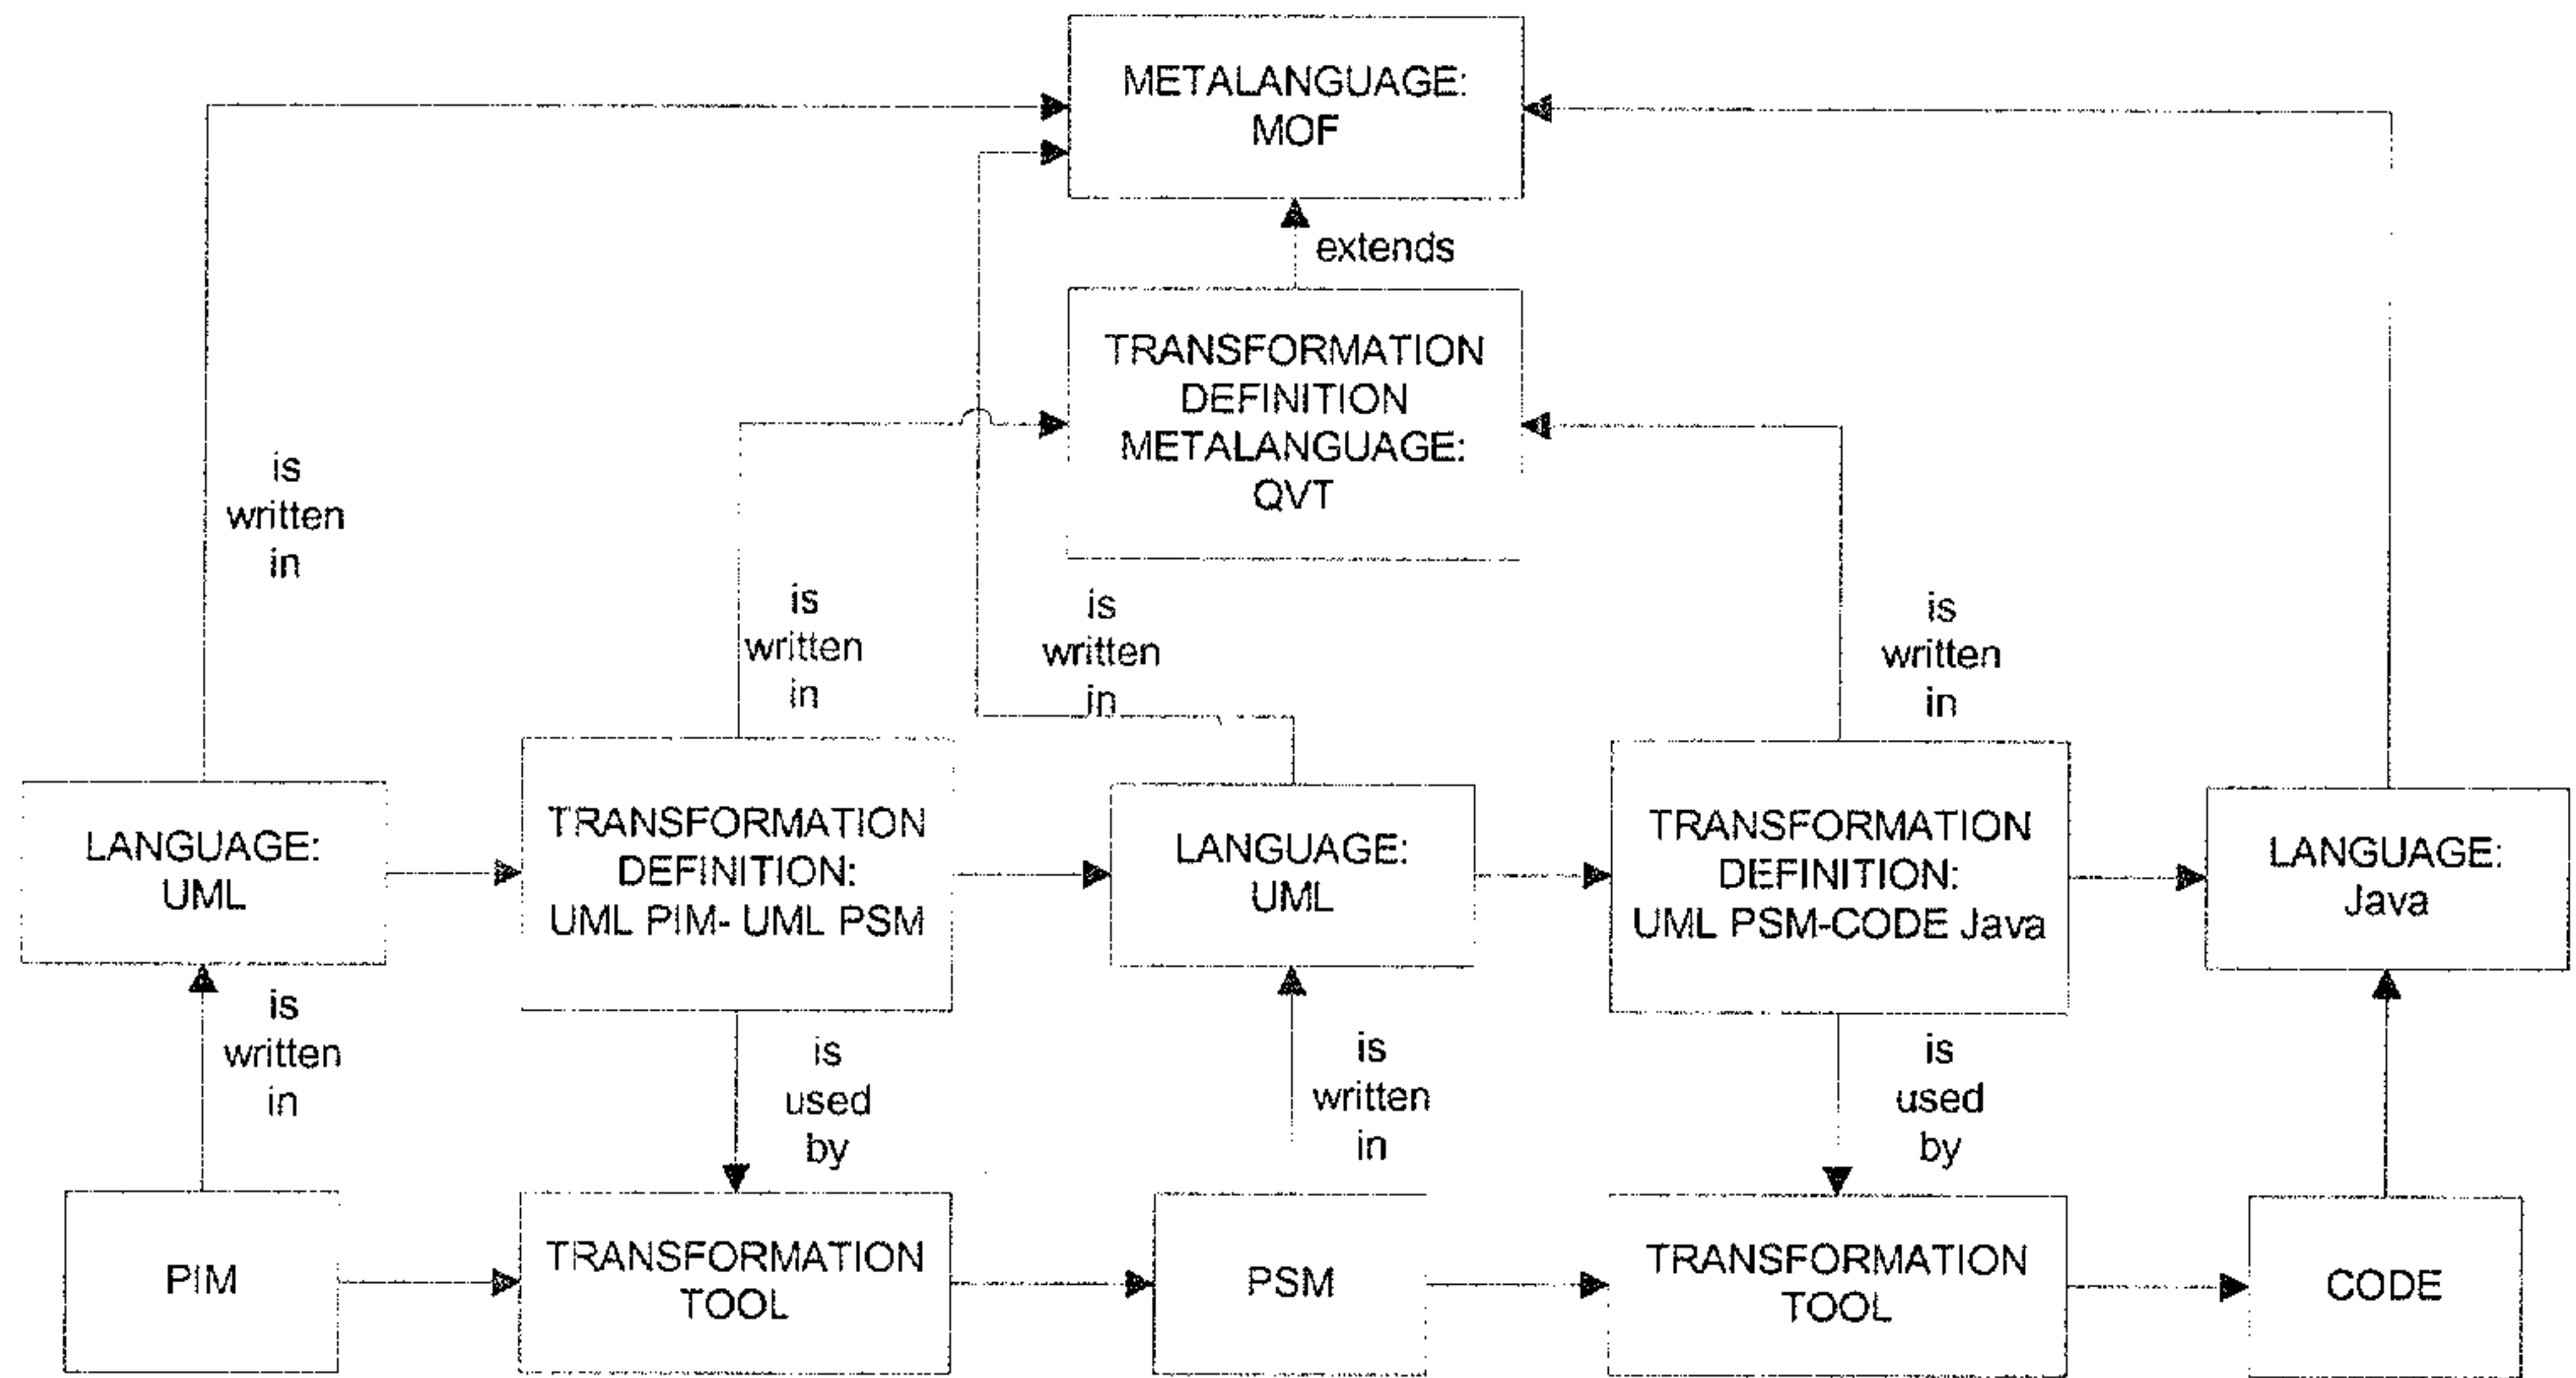 METALANGUAGE:
MOF
extends
TRANSFORMATION
DEFINITION
METALANGUAGE:
QVT
is
written
in
is
written
in
is
written
in
is
written
in
LANGUAGE:
UML
TRANSFORMATION
DEFINITION:
UML PIM- UML PSM
LANGUAGE:
UML
TRANSFORMATION
DEFINITION:
UML PSM-CODE Java
LANGUAGE:
Java
is
written
in
is
used
by
is
written
in
is
used
by
PIM
TRANSFORMATION
TOOL
PSM
TRANSFORMATION
TOOL
CODE